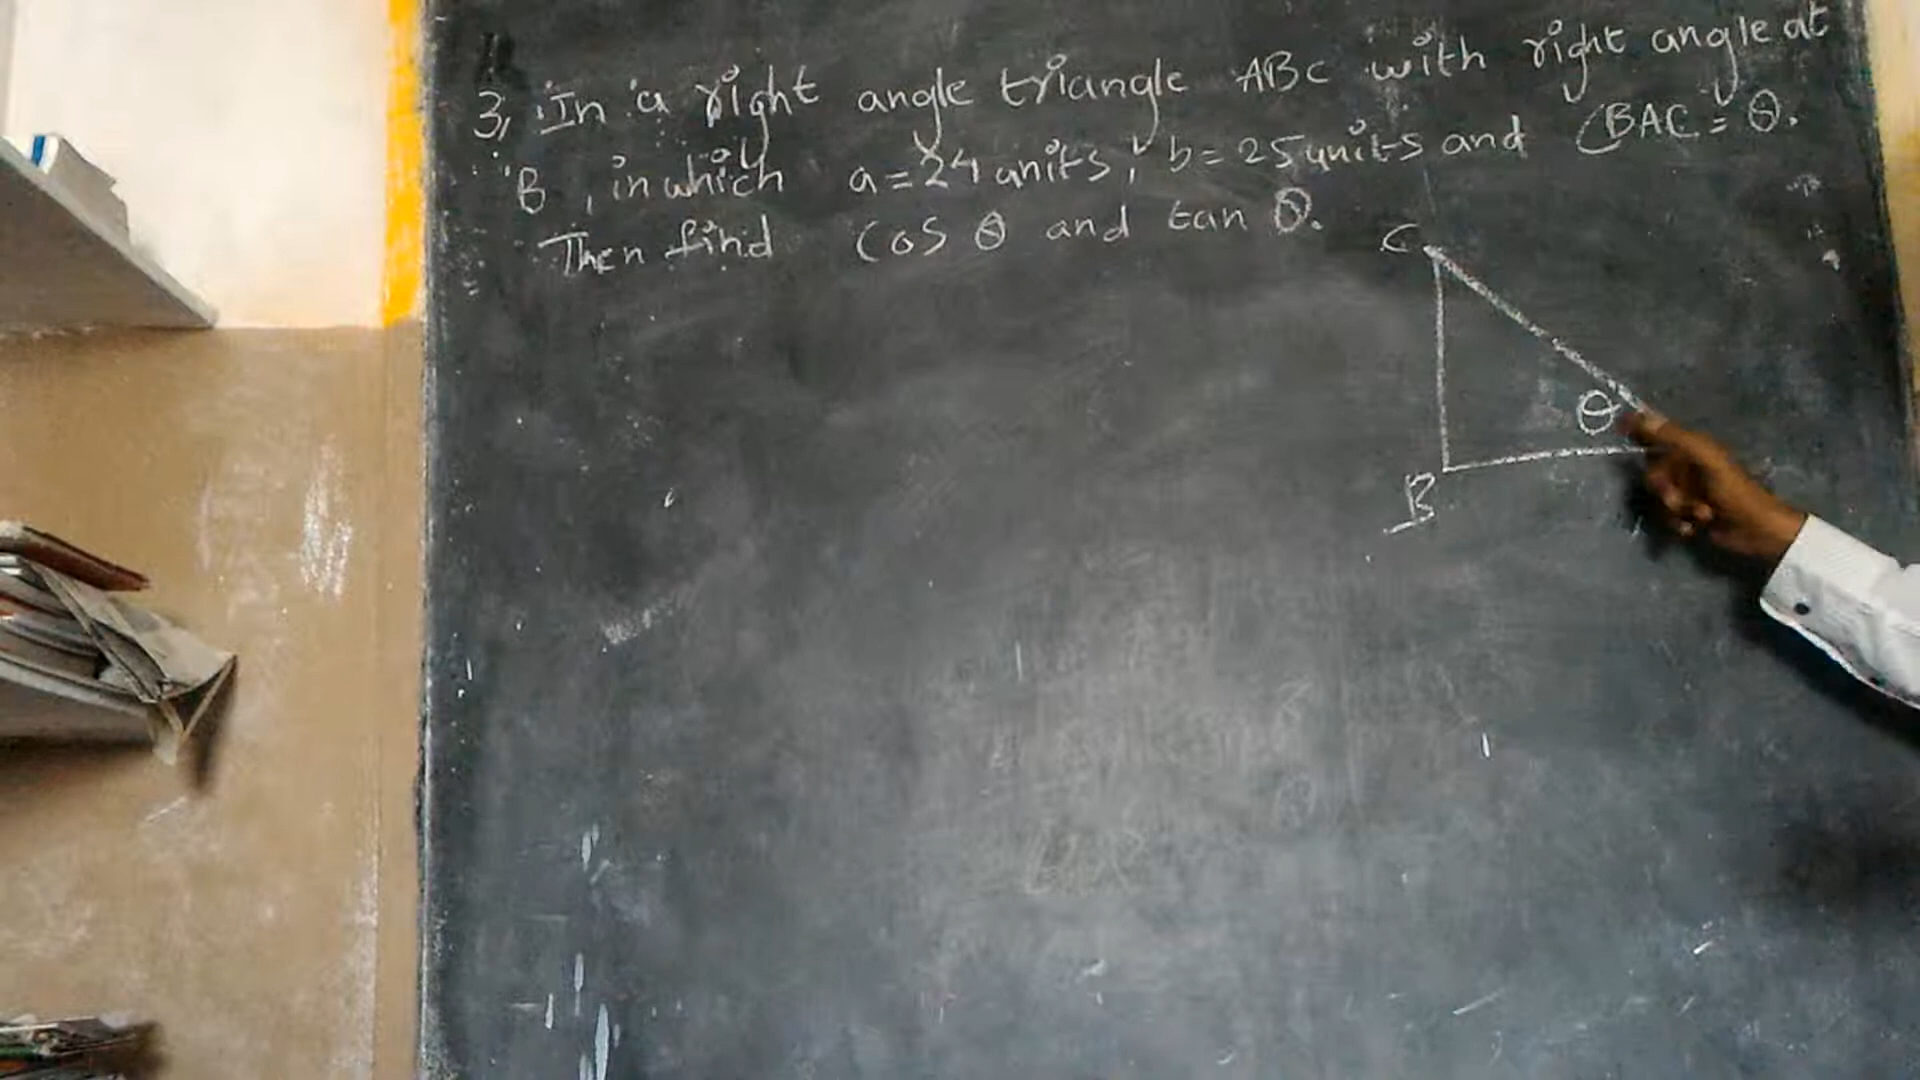 3, In a right angle triangle ABC with right angle at
B, in which a = 24 units, b = 25 units and ∠BAC = θ.
Then find Cos θ and tan θ.
C
θ
B